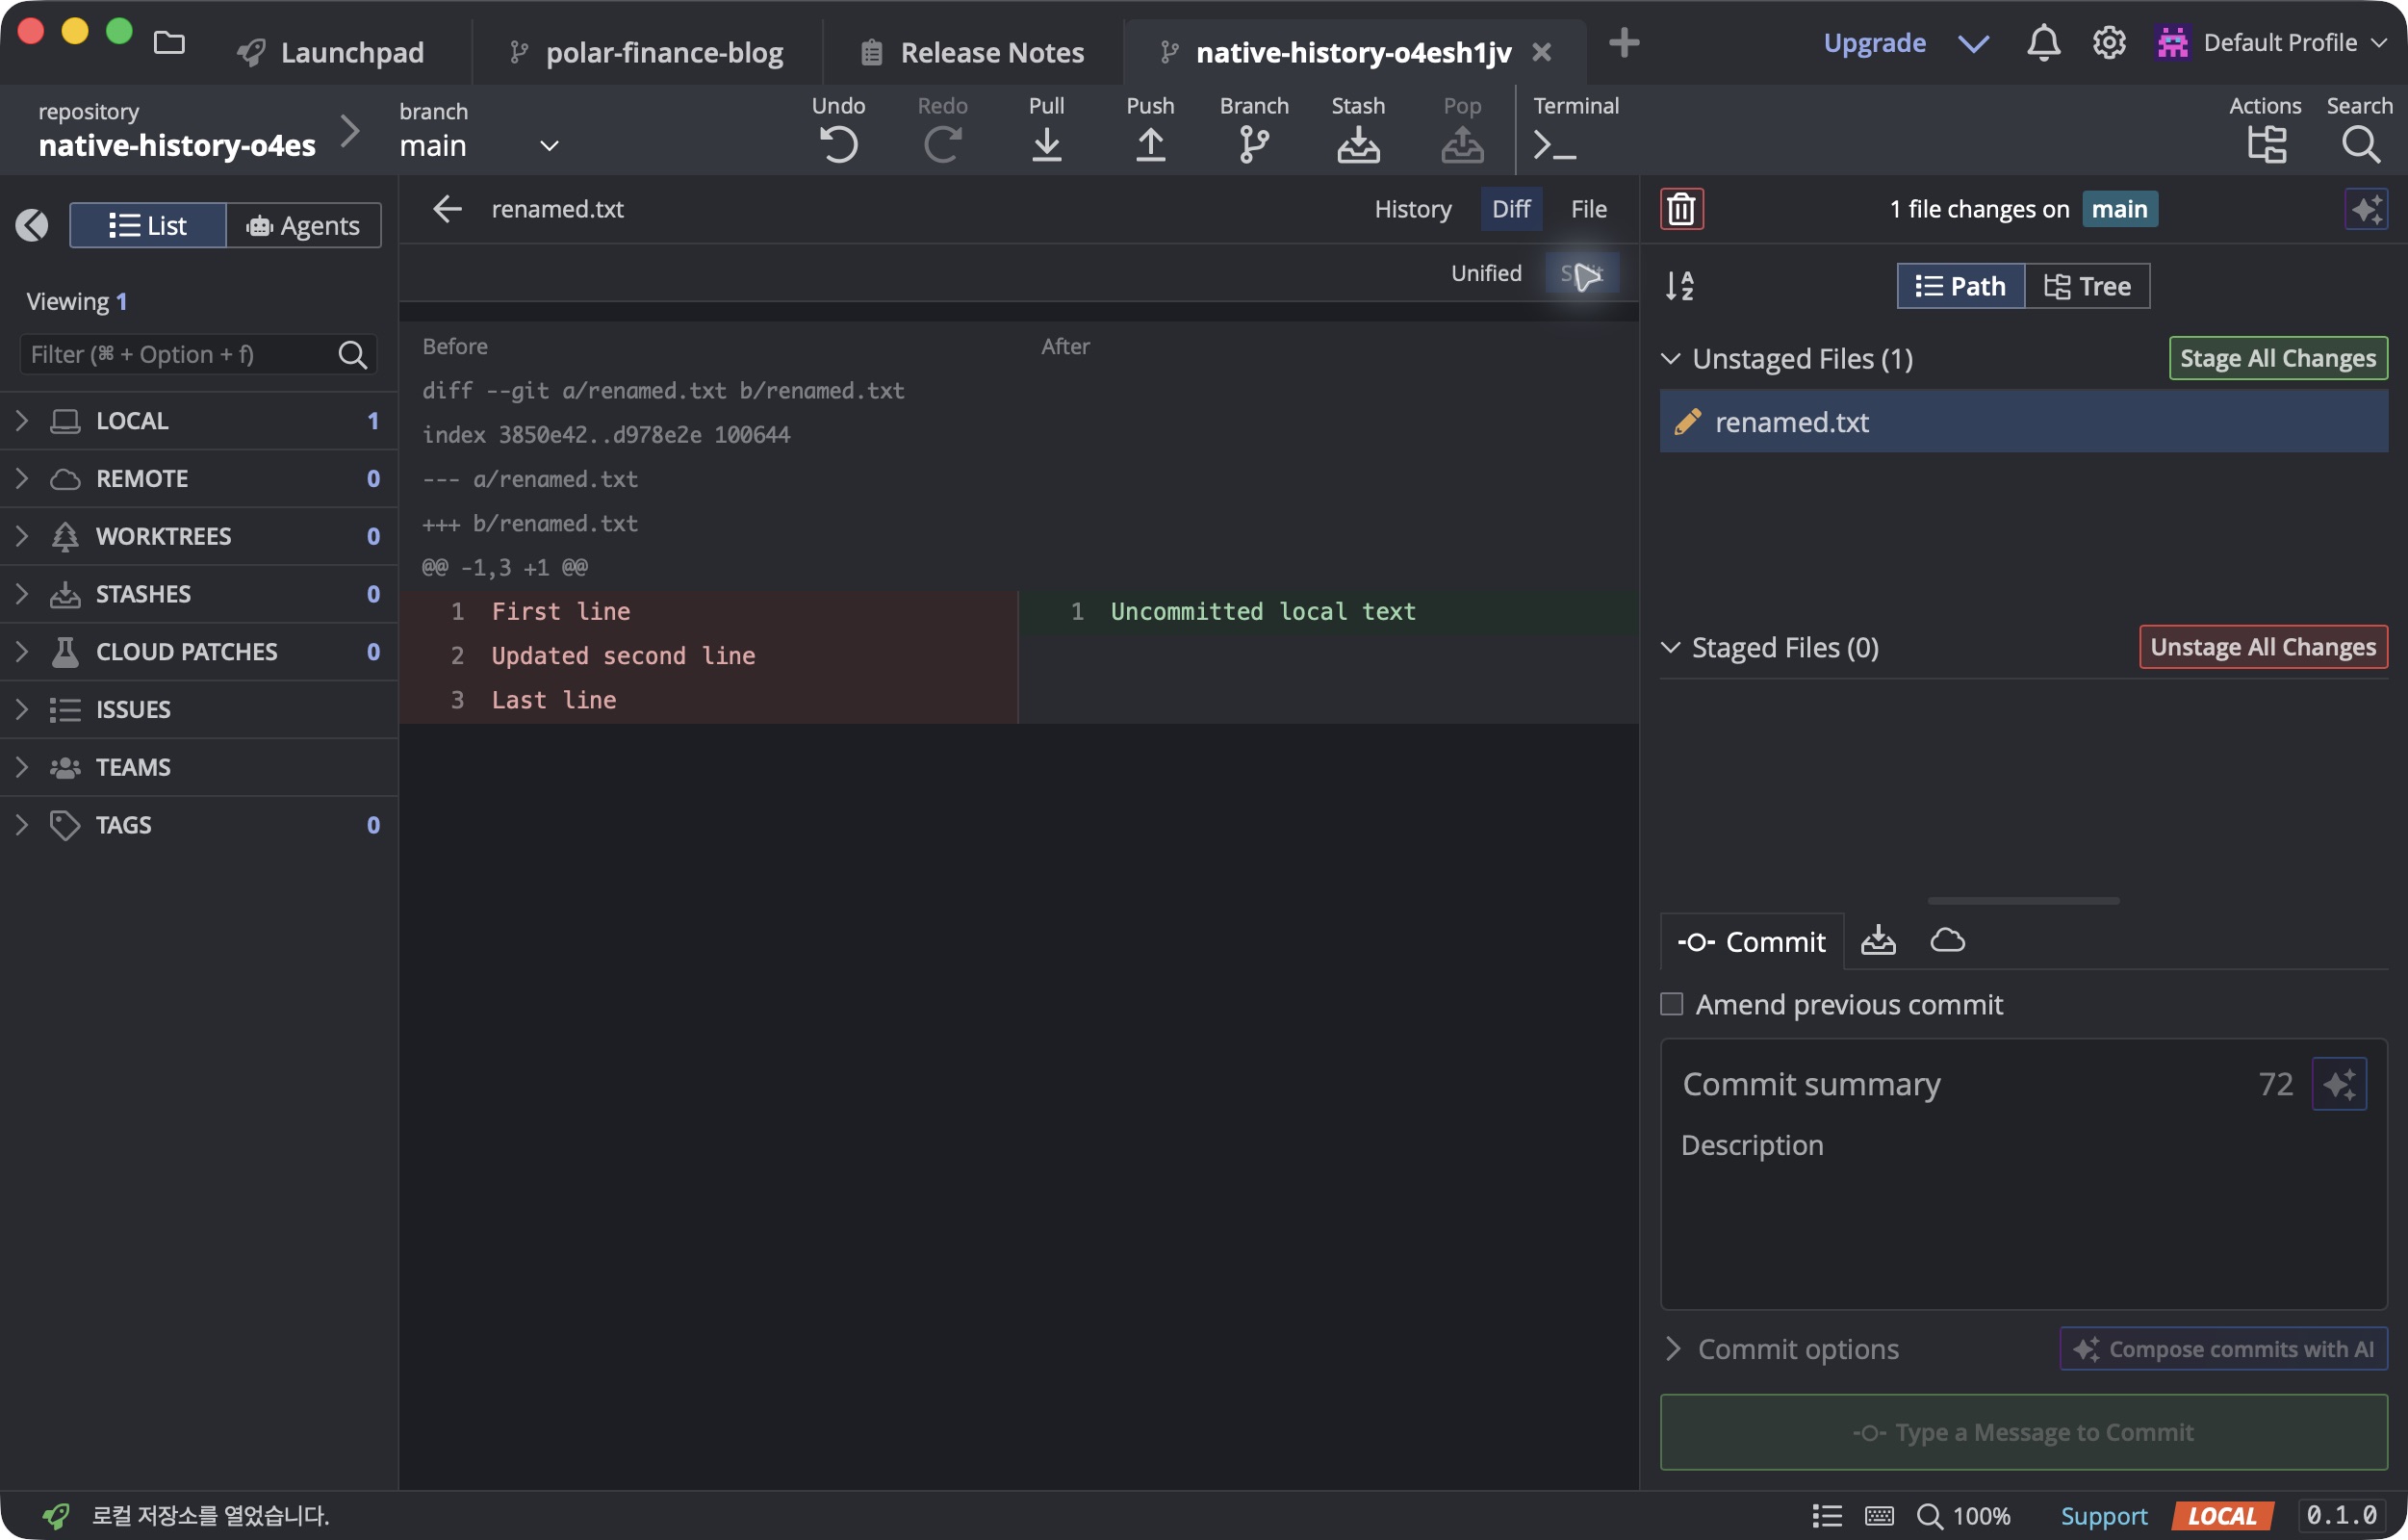 Launchpad
polar-finance-blog
Release Notes
native-history-o4esh1jv
Upgrade
Default Profile
repository
native-history-o4es
branch
main
Undo
Redo
Pull
Push
Branch
Stash
Pop
Terminal
Actions
Search
List
Agents
Viewing 1
Filter (⌘ + Option + f)
LOCAL 1
REMOTE 0
WORKTREES 0
STASHES 0
CLOUD PATCHES 0
ISSUES
TEAMS
TAGS 0
renamed.txt
History
Diff
File
Unified
Before
After
diff --git a/renamed.txt b/renamed.txt
index 3850e42..d978e2e 100644
--- a/renamed.txt
+++ b/renamed.txt
@@ -1,3 +1 @@
1 First line
2 Updated second line
3 Last line
1 Uncommitted local text
1 file changes on main
Path
Tree
Unstaged Files (1)
Stage All Changes
renamed.txt
Staged Files (0)
Unstage All Changes
Commit
Amend previous commit
Commit summary
72
Description
Commit options
Compose commits with AI
Type a Message to Commit
로컬 저장소를 열었습니다.
100%
Support
LOCAL
0.1.0